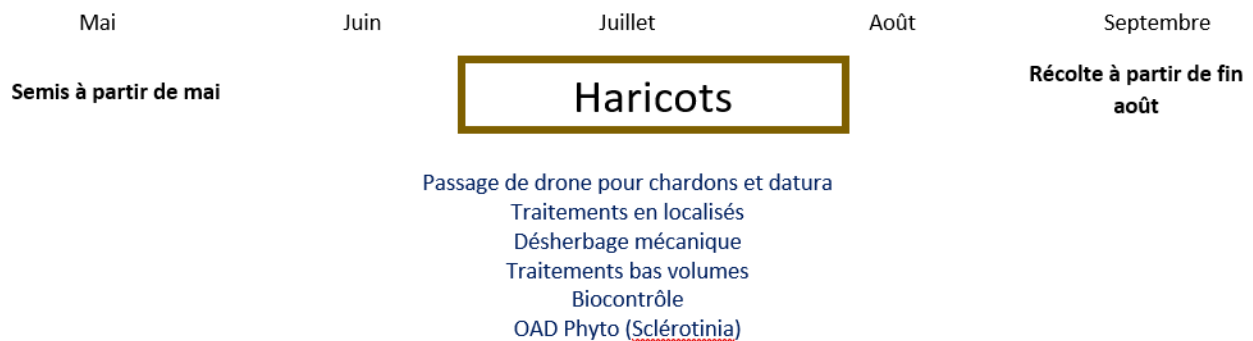 Mai Juin Juillet Août Septembre
Semis à partir de mai
Haricots
Récolte à partir de fin
août
Passage de drone pour chardons et datura
Traitements en localisés
Désherbage mécanique
Traitements bas volumes
Biocontrôle
OAD Phyto (Sclérotinia)